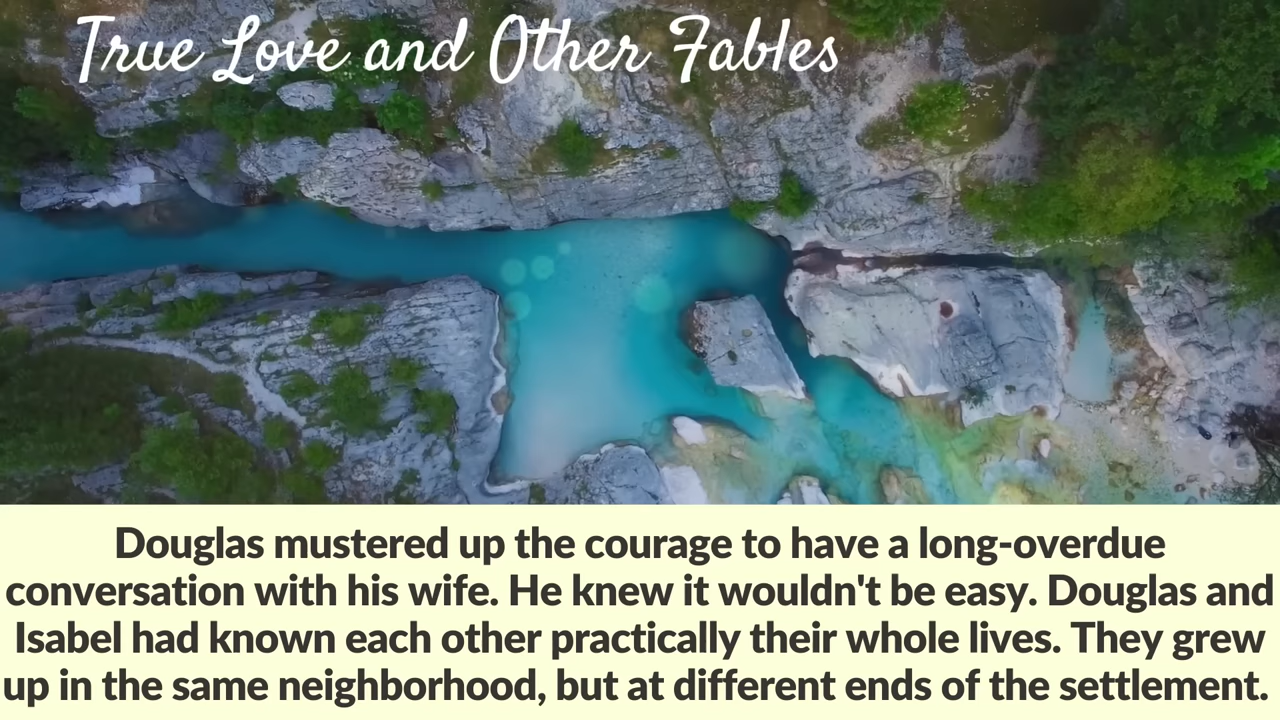 True Love and Other Fables
Douglas mustered up the courage to have a long-overdue
conversation with his wife. He knew it wouldn't be easy. Douglas and
Isabel had known each other practically their whole lives. They grew
up in the same neighborhood, but at different ends of the settlement.